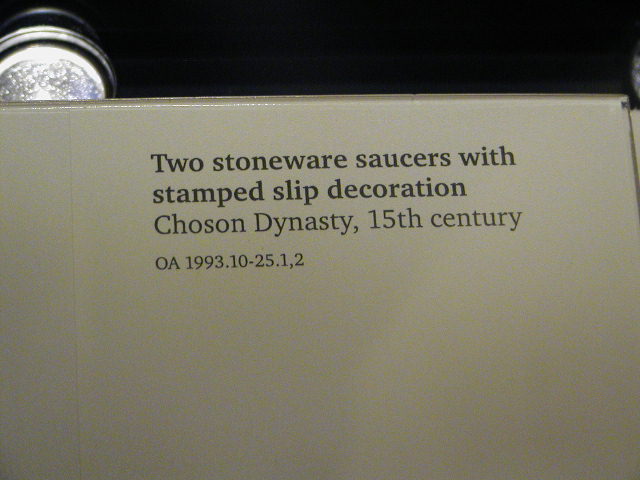 Two stoneware saucers with
stamped slip decoration
Choson Dynasty, 15th century
OA 1993.10-25.1,2